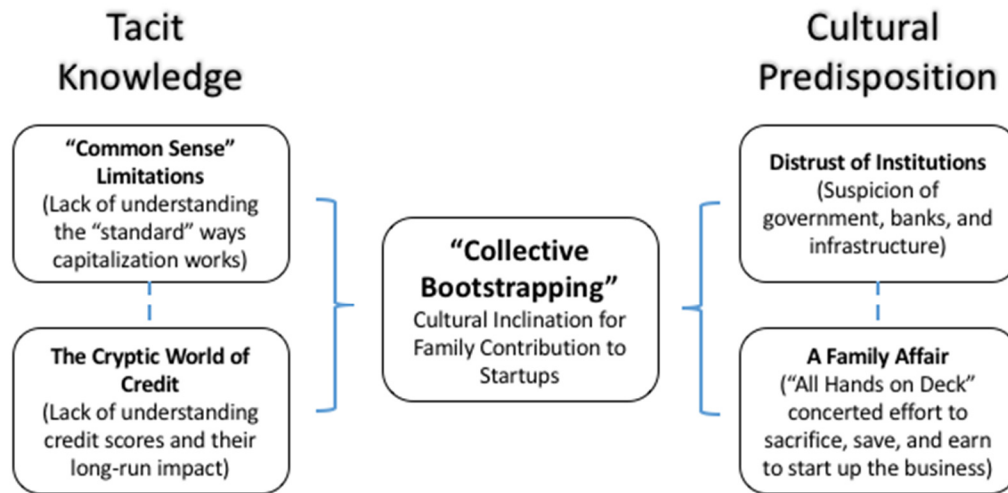 Tacit
Knowledge
“Common Sense”
Limitations
(Lack of understanding
the “standard” ways
capitalization works)
The Cryptic World of
Credit
(Lack of understanding
credit scores and their
long-run impact)
“Collective
Bootstrapping”
Cultural Inclination for
Family Contribution to
Startups
Cultural
Predisposition
Distrust of Institutions
(Suspicion of
government, banks, and
infrastructure)
A Family Affair
(“All Hands on Deck”
concerted effort to
sacrifice, save, and earn
to start up the business)